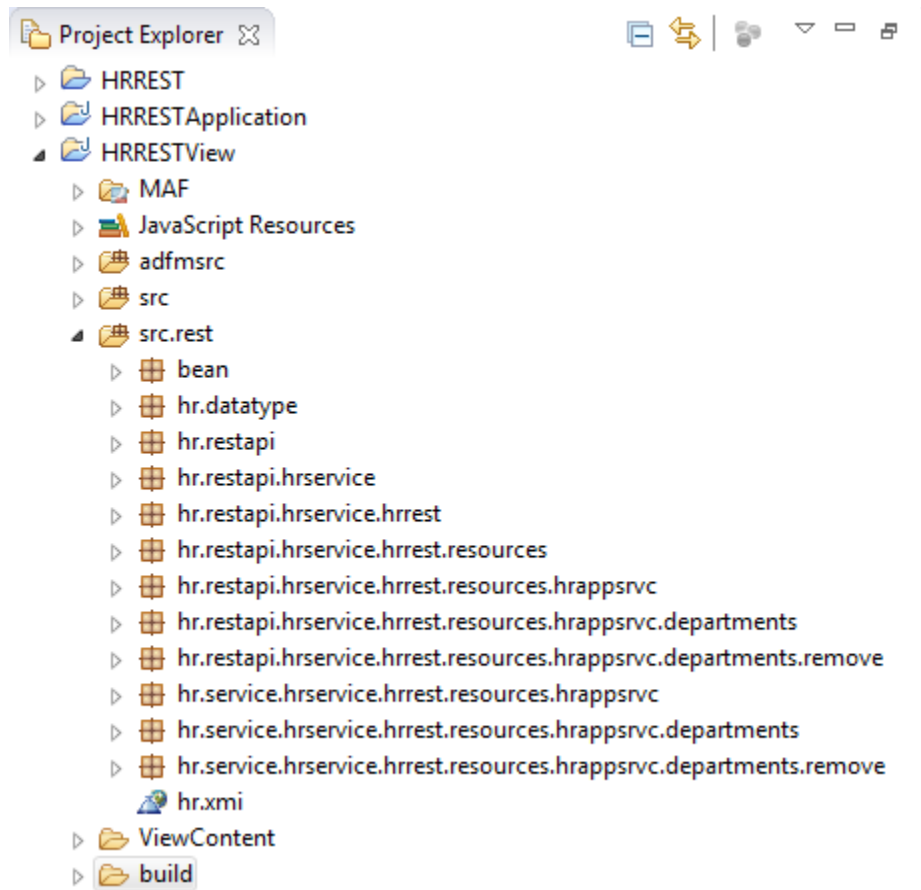 Project Explorer
HRREST
HRRESTApplication
HRRESTView
MAF
JavaScript Resources
adfmsrc
src
src.rest
bean
hr.datatype
hr.restapi
hr.restapi.hrservice
hr.restapi.hrservice.hrrest
hr.restapi.hrservice.hrrest.resources
hr.restapi.hrservice.hrrest.resources.hrappsrvc
hr.restapi.hrservice.hrrest.resources.hrappsrvc.departments
hr.restapi.hrservice.hrrest.resources.hrappsrvc.departments.remove
hr.service.hrservice.hrrest.resources.hrappsrvc
hr.service.hrservice.hrrest.resources.hrappsrvc.departments
hr.service.hrservice.hrrest.resources.hrappsrvc.departments.remove
hr.xmi
ViewContent
build